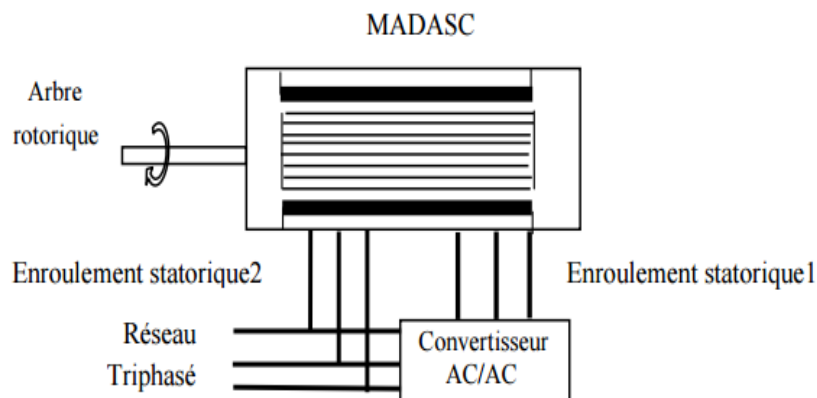 MADASC
Arbre
rotorique
Enroulement statorique2
Enroulement statorique1
Réseau
Triphasé
Convertisseur
AC/AC